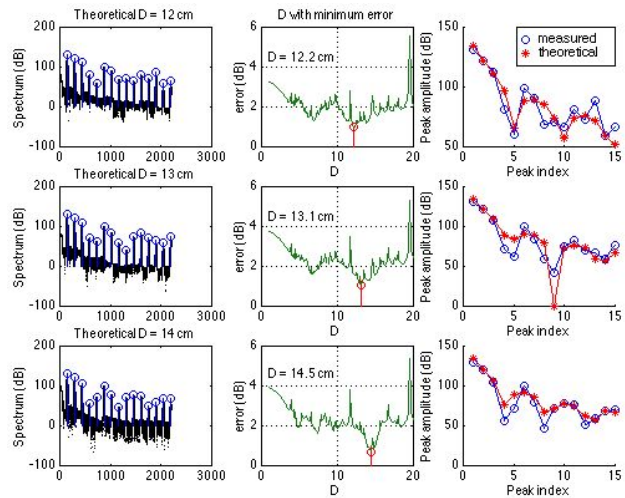 Theoretical D = 12 cm
D with minimum error
200
100
0
-100
Spectrum (dB)
0
1000
2000
3000
6
4
2
0
error (dB)
D = 12.2 cm
0
10
20
D
150
100
50
Peak amplitude (dB)
measured
theoretical
0
5
10
15
Peak index
Theoretical D = 13 cm
200
100
0
-100
Spectrum (dB)
0
1000
2000
3000
6
4
2
0
error (dB)
D = 13.1 cm
0
10
20
D
150
100
50
0
Peak amplitude (dB)
0
5
10
15
Peak index
Theoretical D = 14 cm
200
100
0
-100
Spectrum (dB)
0
1000
2000
3000
6
4
2
0
error (dB)
D = 14.5 cm
0
10
20
D
150
100
50
0
Peak amplitude (dB)
0
5
10
15
Peak index